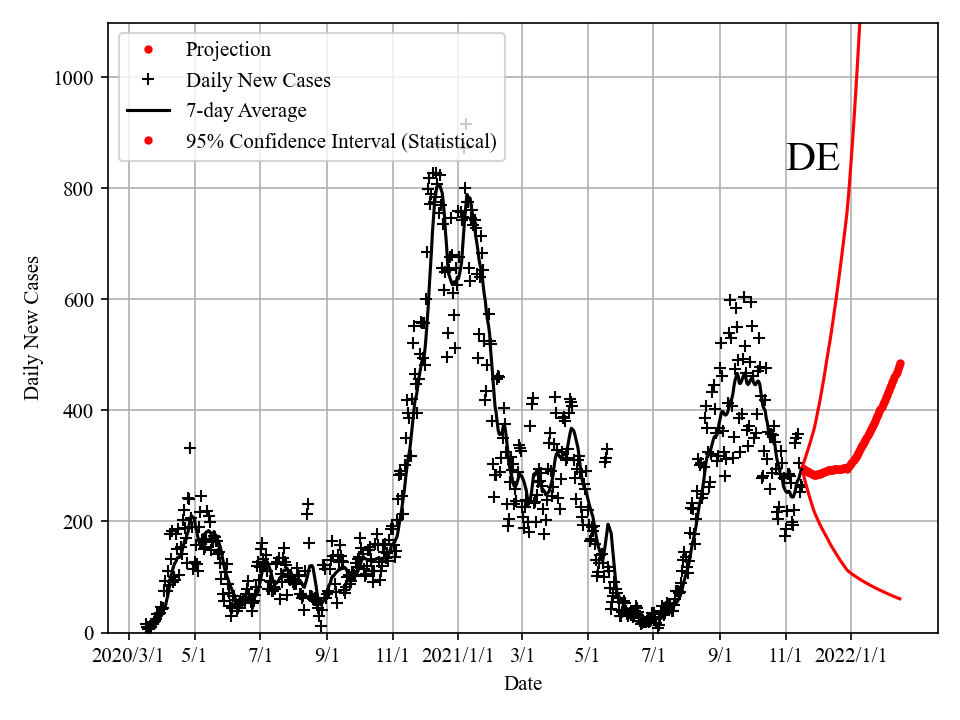 Projection
Daily New Cases
7-day Average
95% Confidence Interval (Statistical)
DE
1000
800
600
400
200
0
Daily New Cases
2020/3/1 5/1 7/1 9/1 11/1 2021/1/1 3/1 5/1 7/1 9/1 11/1 2022/1/1
Date